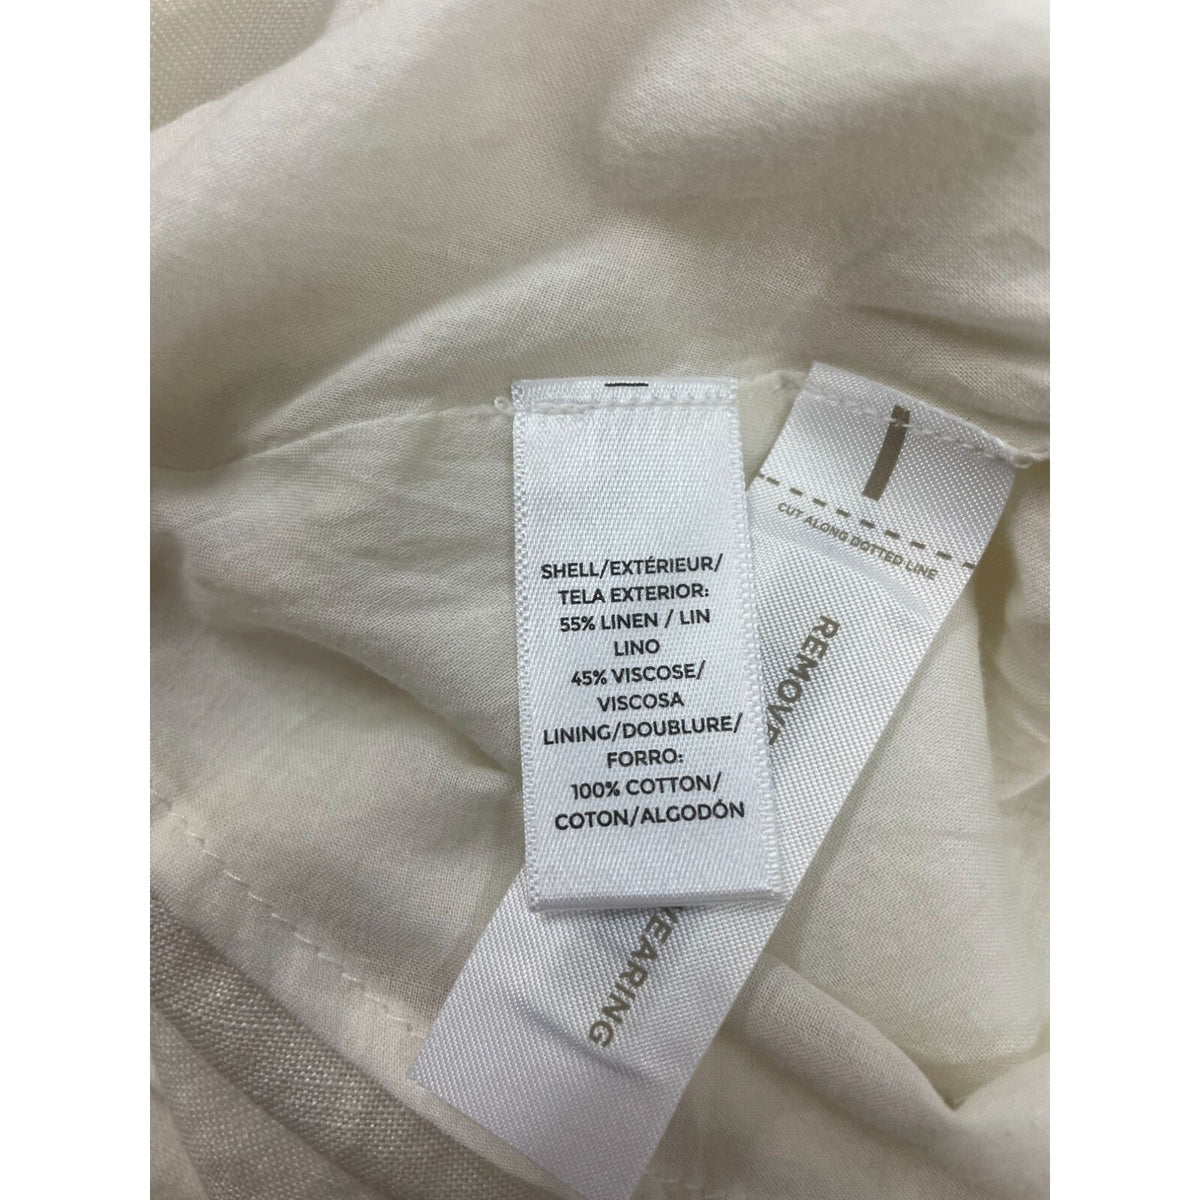 SHELL/EXTÉRIEUR/
TELA EXTERIOR:
55% LINEN / LIN
LINO
45% VISCOSE/
VISCOSA
LINING/DOUBLURE/
FORRO:
100% COTTON/
COTON/ALGODÓN
CUT ALONG DOTTED LINE
REMOVE
WEARING